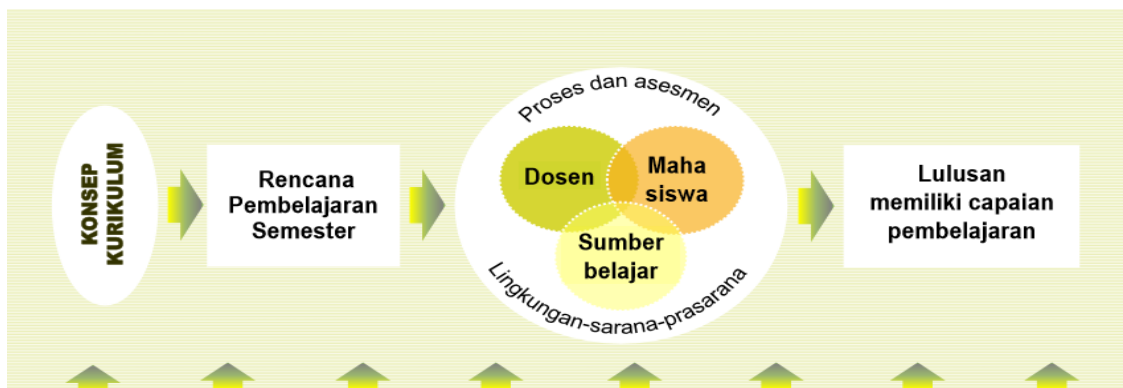 KONSEP
KURIKULUM
Rencana
Pembelajaran
Semester
Proses dan asesmen
Dosen
Maha
siswa
Sumber
belajar
Lingkungan-sarana-prasarana
Lulusan
memiliki capaian
pembelajaran